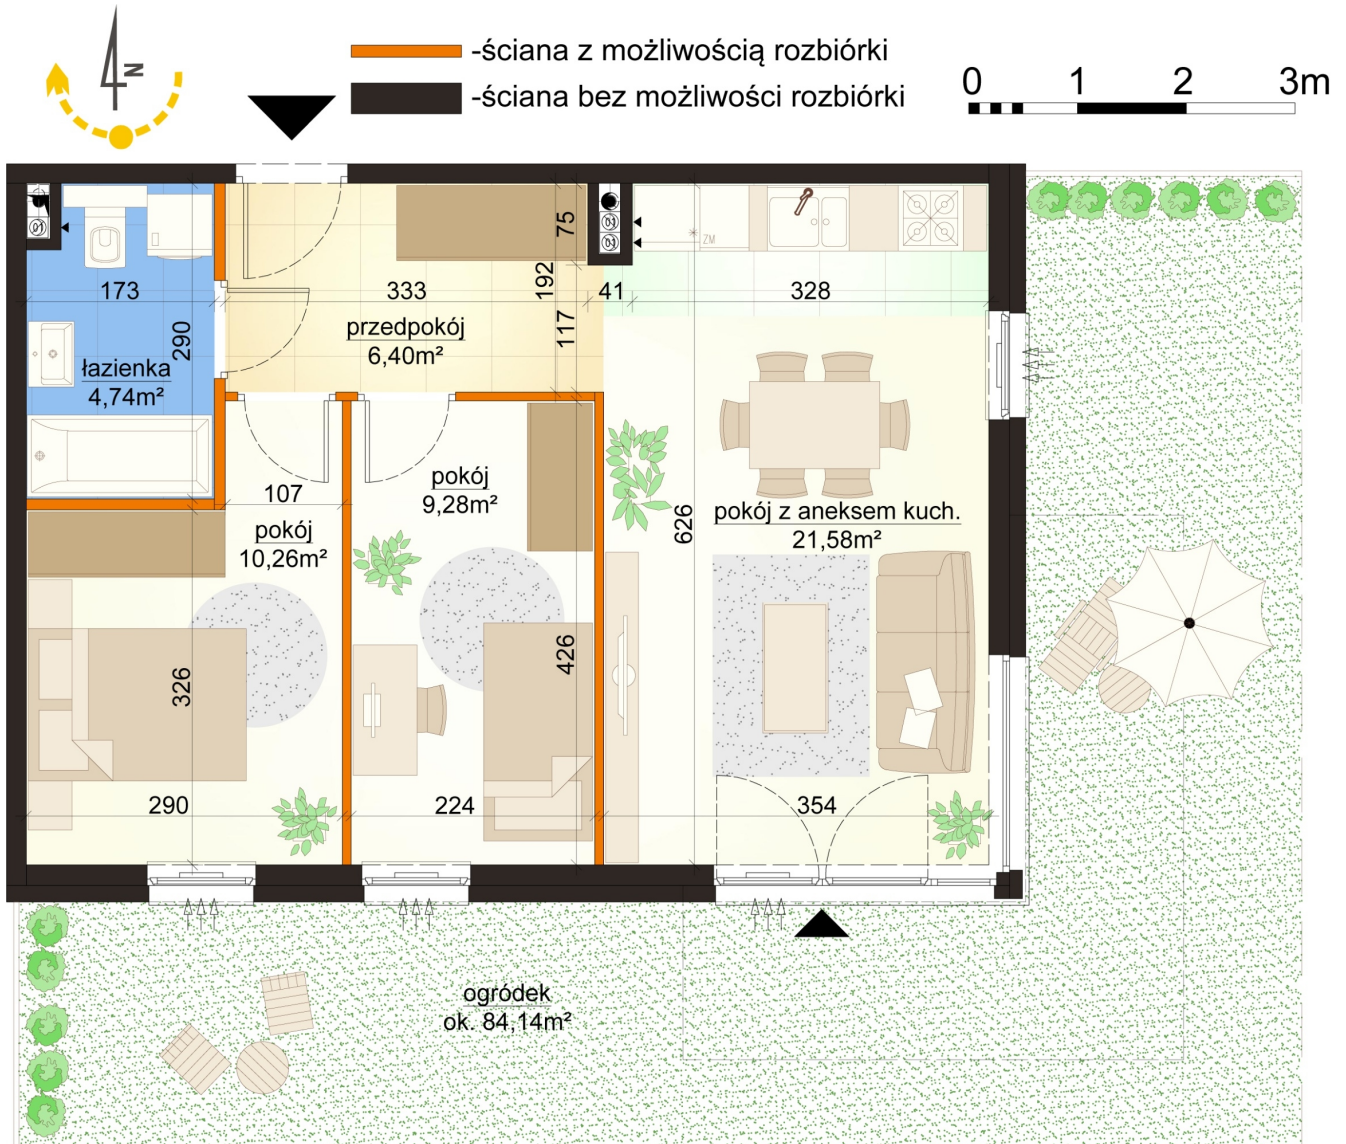 N
-ściana z możliwością rozbiórki
-ściana bez możliwości rozbiórki
0 1 2 3m
75
ZM
173
333
192
41
328
290
117
przedpokój
6,40m²
łazienka
4,74m²
107
pokój
9,28m²
pokój
10,26m²
626
pokój z aneksem kuch.
21,58m²
326
426
290
224
354
ogródek
ok. 84,14m²